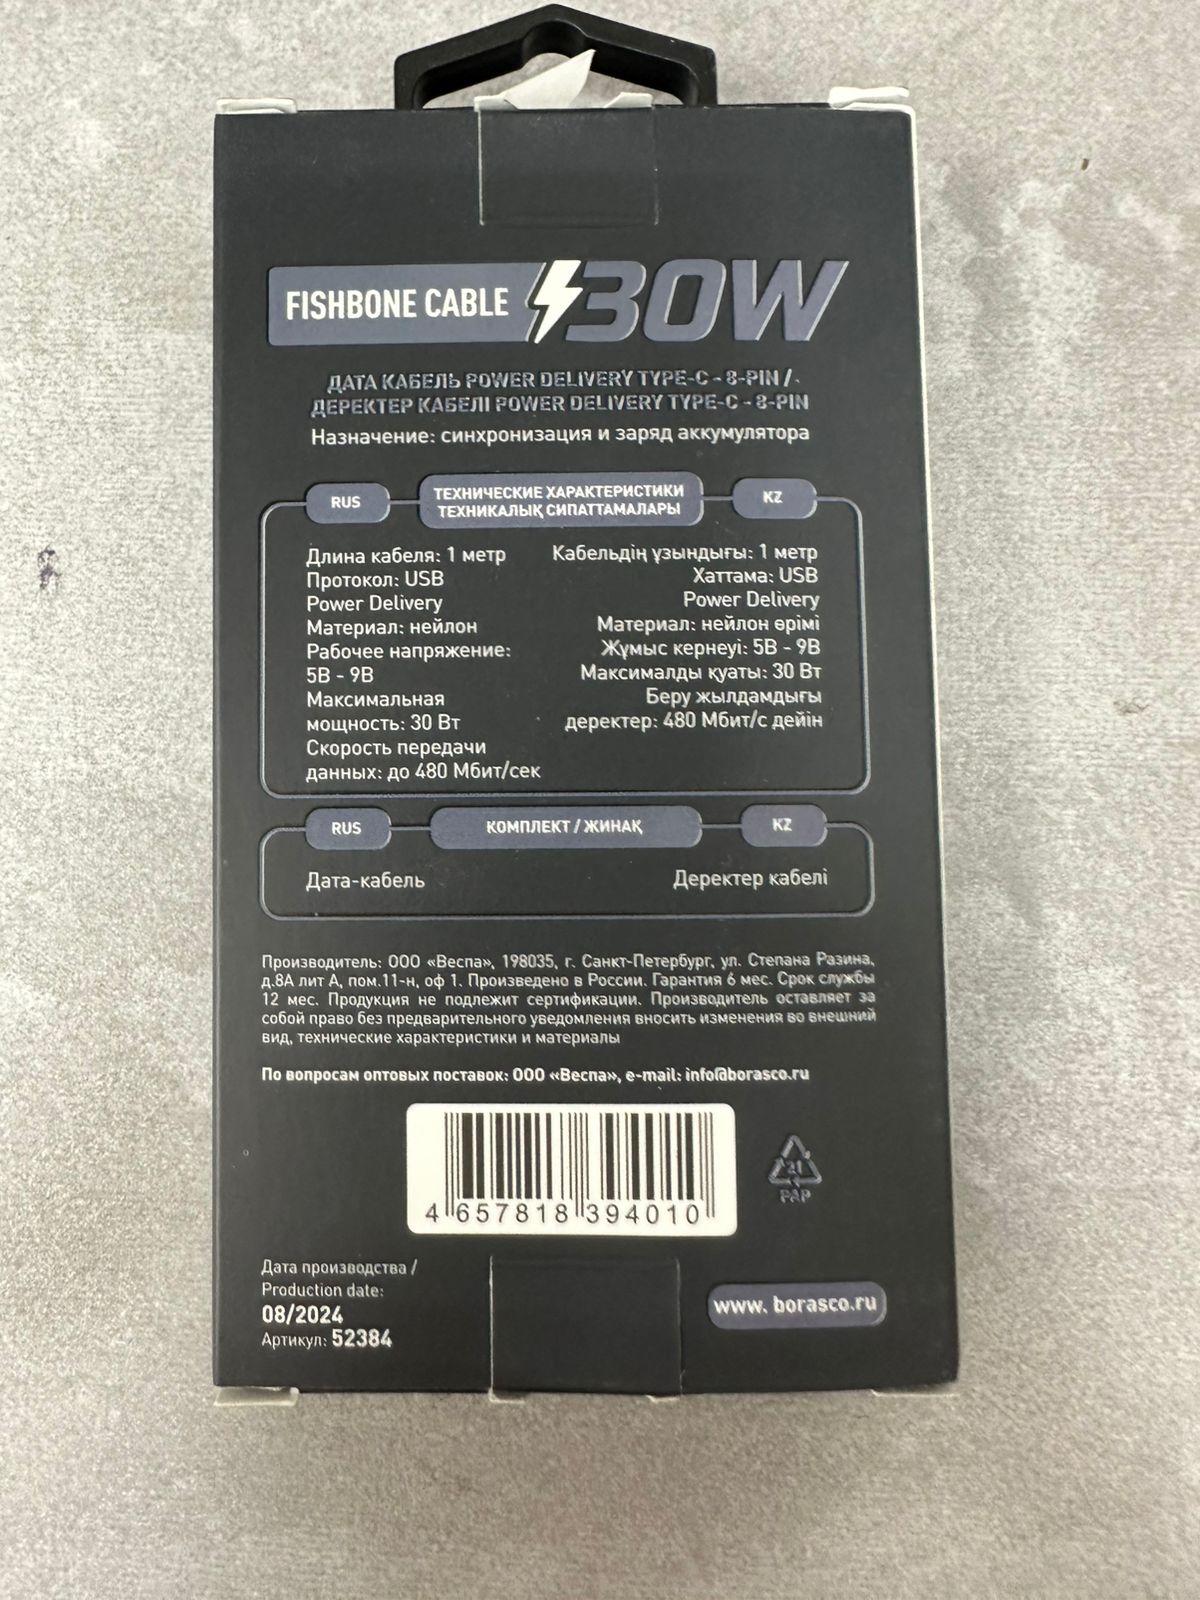 FISHBONE CABLE 30W
ДАТА КАБЕЛЬ POWER DELIVERY TYPE-C - 8-PIN /
ДЕРЕКТЕР КАБЕЛІ POWER DELIVERY TYPE-C - 8-PIN
Назначение: синхронизация и заряд аккумулятора
RUS
ТЕХНИЧЕСКИЕ ХАРАКТЕРИСТИКИ
ТЕХНИКАЛЫҚ СИПАТТАМАЛАРЫ
KZ
Длина кабеля: 1 метр
Протокол: USB
Power Delivery
Материал: нейлон
Рабочее напряжение:
5В - 9В
Максимальная
мощность: 30 Вт
Скорость передачи
данных: до 480 Мбит/сек
Кабельдің ұзындығы: 1 метр
Хаттама: USB
Power Delivery
Материал: нейлон өрімі
Жұмыс кернеуі: 5В - 9В
Максималды қуаты: 30 Вт
Беру жылдамдығы
деректер: 480 Мбит/с дейін
RUS
КОМПЛЕКТ / ЖИНАҚ
KZ
Дата-кабель
Деректер кабелі
Производитель: ООО «Веспа», 198035, г. Санкт-Петербург, ул. Степана Разина,
д.8А лит А, пом.11-н, оф 1. Произведено в России. Гарантия 6 мес. Срок службы
12 мес. Продукция не подлежит сертификации. Производитель оставляет за
собой право без предварительного уведомления вносить изменения во внешний
вид, технические характеристики и материалы
По вопросам оптовых поставок: ООО «Веспа», e-mail: info@borasco.ru
4 657818 394010
21
PAP
Дата производства /
Production date:
08/2024
Артикул: 52384
www. borasco.ru